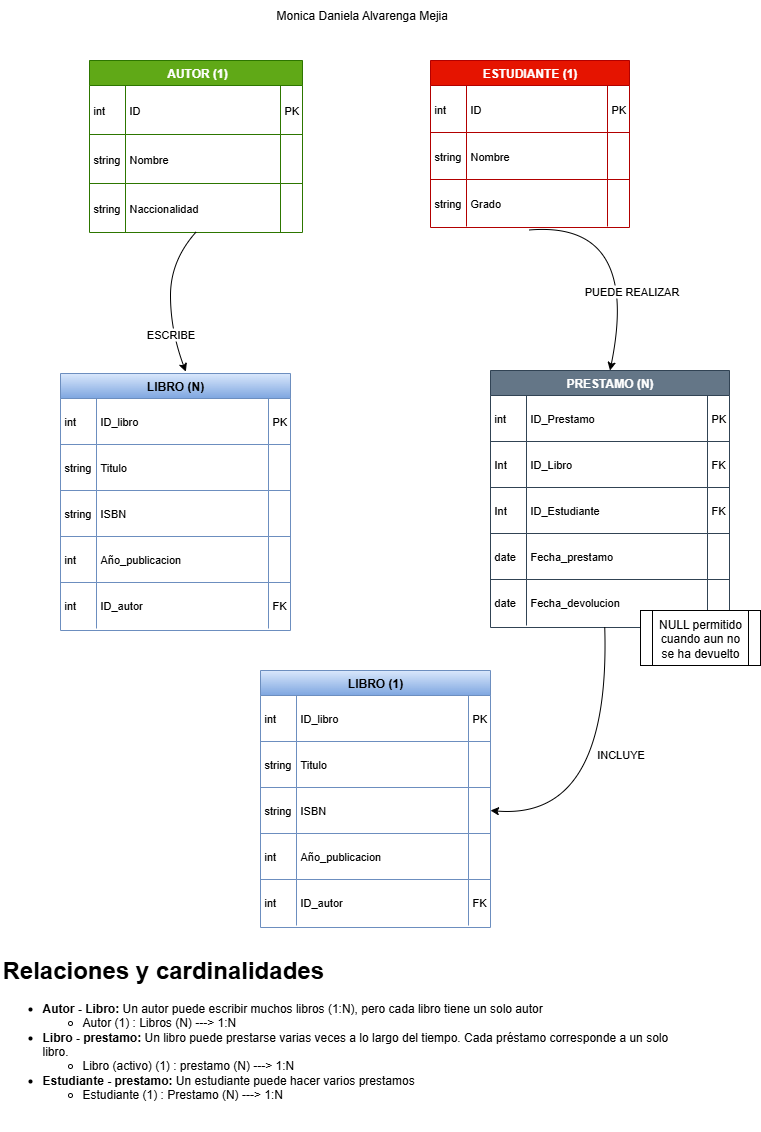 Monica Daniela Alvarenga Mejia
AUTOR (1)
int ID PK
string Nombre
string Naccionalidad
ESTUDIANTE (1)
int ID PK
string Nombre
string Grado
ESCRIBE
PUEDE REALIZAR
LIBRO (N)
int ID_libro PK
string Titulo
string ISBN
int Año_publicacion
int ID_autor FK
PRESTAMO (N)
int ID_Prestamo PK
Int ID_Libro FK
Int ID_Estudiante FK
date Fecha_prestamo
date Fecha_devolucion
NULL permitido
cuando aun no
se ha devuelto
LIBRO (1)
int ID_libro PK
string Titulo
string ISBN
int Año_publicacion
int ID_autor FK
INCLUYE
Relaciones y cardinalidades
• Autor - Libro: Un autor puede escribir muchos libros (1:N), pero cada libro tiene un solo autor
○ Autor (1) : Libros (N) ---> 1:N
• Libro - prestamo: Un libro puede prestarse varias veces a lo largo del tiempo. Cada préstamo corresponde a un solo
libro.
○ Libro (activo) (1) : prestamo (N) ---> 1:N
• Estudiante - prestamo: Un estudiante puede hacer varios prestamos
○ Estudiante (1) : Prestamo (N) ---> 1:N